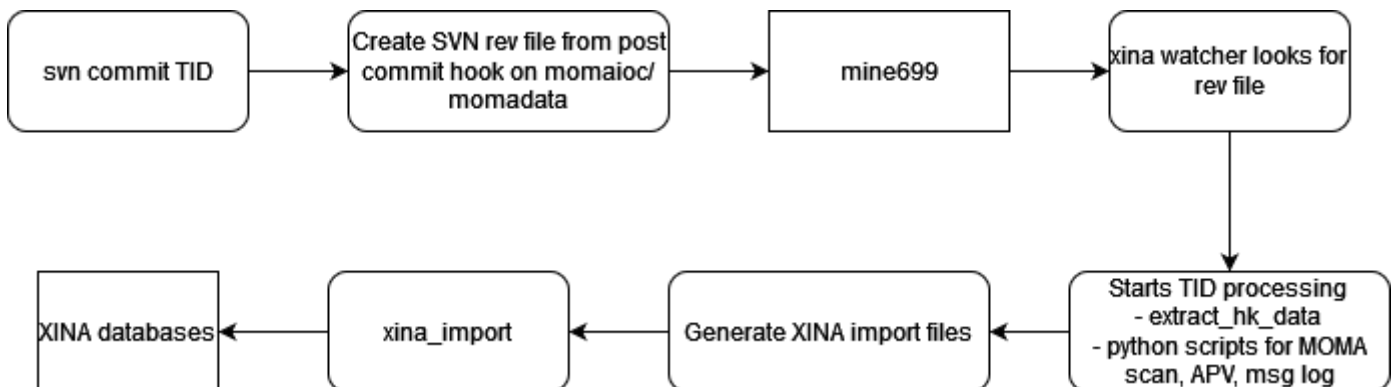 svn commit TID
Create SVN rev file from post
commit hook on momaioc/
momadata
mine699
xina watcher looks for
rev file
Starts TID processing
- extract_hk_data
- python scripts for MOMA
scan, APV, msg log
Generate XINA import files
xina_import
XINA databases